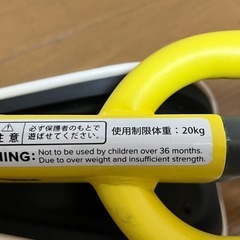 注意
必ず保護者のもとで
遊ばせてください。
使用制限体重：20kg
Not to be used by children over 36 months.
Due to over weight and insufficient strength.